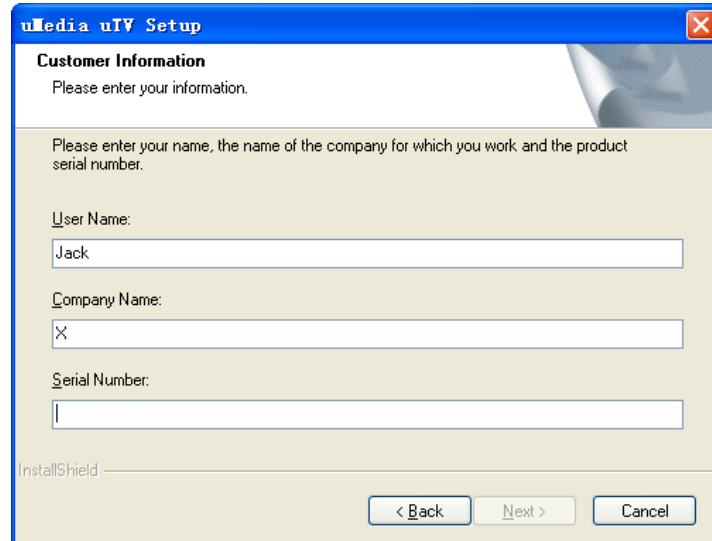 uMedia uTV Setup
Customer Information
Please enter your information.
Please enter your name, the name of the company for which you work and the product
serial number.
User Name:
Jack
Company Name:
X
Serial Number:
InstallShield
< Back Next > Cancel